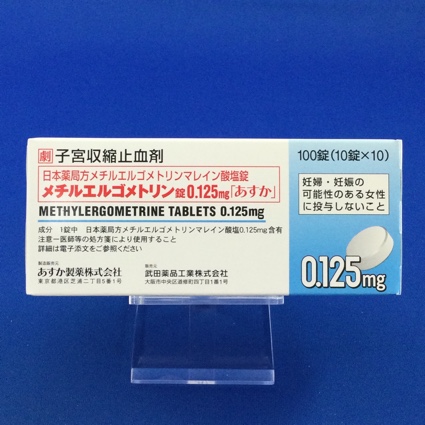 劇 子宮収縮止血剤
100錠(10錠×10)
日本薬局方メチルエルゴメトリンマレイン酸塩錠
メチルエルゴメトリン錠0.125mg「あすか」
METHYLERGOMETRINE TABLETS 0.125mg
妊婦・妊娠の
可能性のある女性
に投与しないこと
成分 1錠中 日本薬局方メチルエルゴメトリンマレイン酸塩0.125mg含有
注意-医師等の処方箋により使用すること
詳細は電子添文をご参照ください
製造販売元
あすか製薬株式会社
東京都港区芝浦二丁目5番1号
販売元
武田薬品工業株式会社
大阪市中央区道修町四丁目1番1号
0.125mg